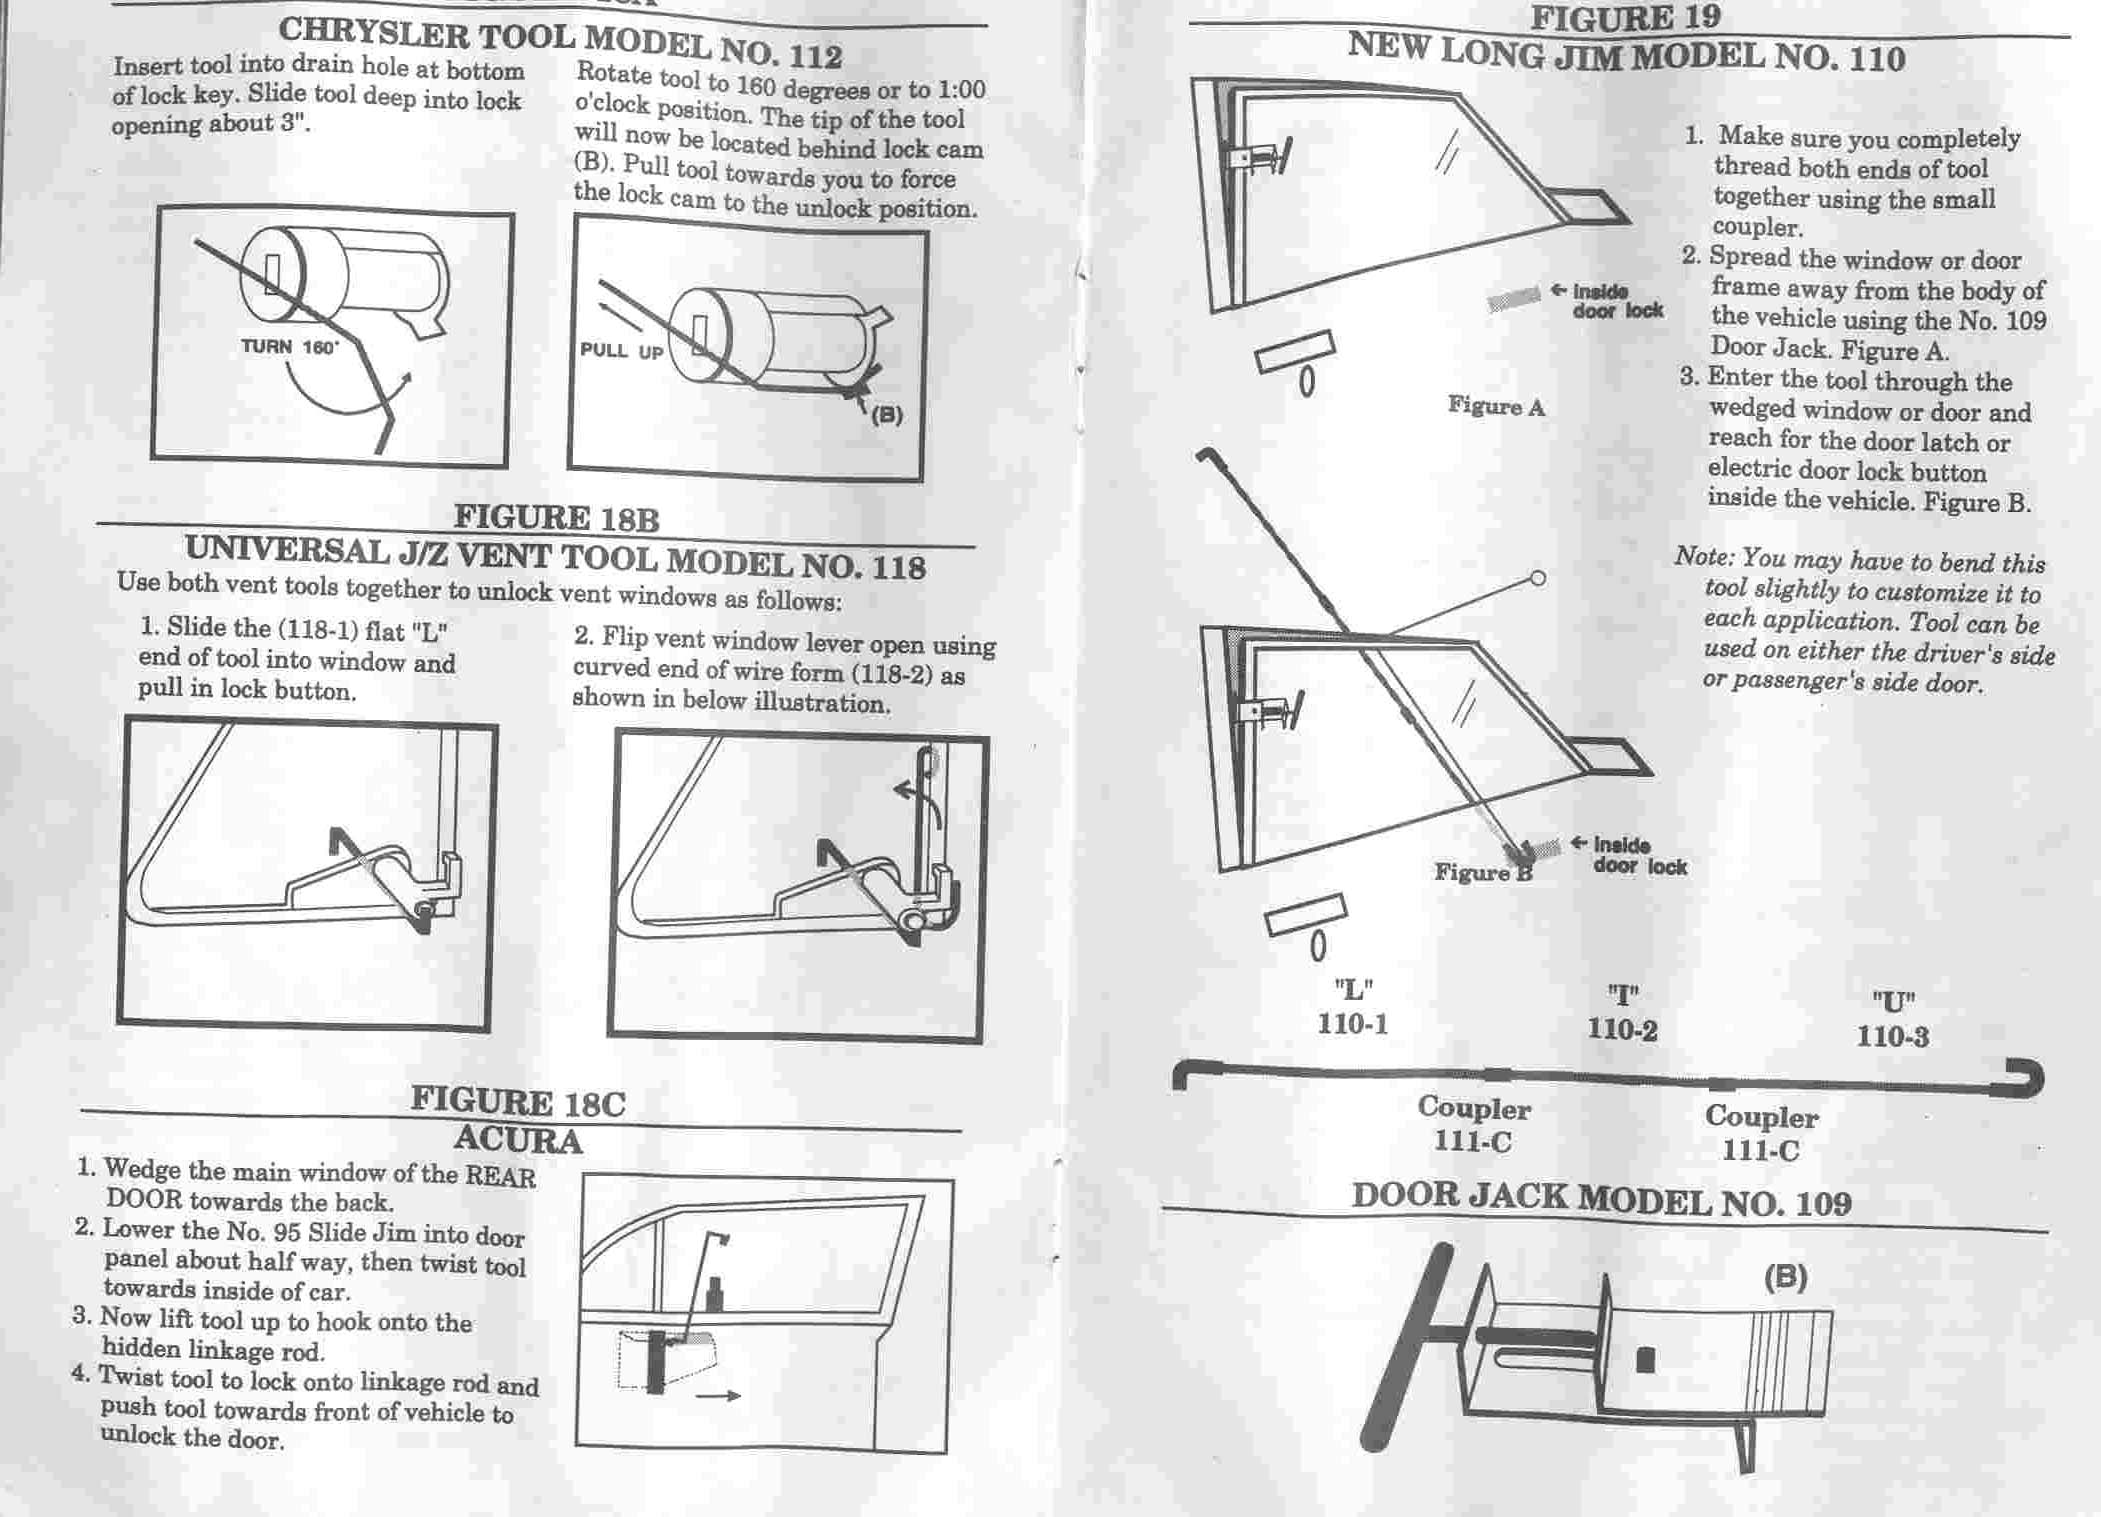 CHRYSLER TOOL MODEL NO. 112
Insert tool into drain hole at bottom
of lock key. Slide tool deep into lock
opening about 3".
Rotate tool to 160 degrees or to 1:00
o'clock position. The tip of the tool
will now be located behind lock cam
(B). Pull tool towards you to force
the lock cam to the unlock position.
TURN 160°
PULL UP
(B)
FIGURE 18B
UNIVERSAL J/Z VENT TOOL MODEL NO. 118
Use both vent tools together to unlock vent windows as follows:
1. Slide the (118-1) flat "L"
end of tool into window and
pull in lock button.
2. Flip vent window lever open using
curved end of wire form (118-2) as
shown in below illustration.
FIGURE 18C
ACURA
1. Wedge the main window of the REAR
DOOR towards the back.
2. Lower the No. 95 Slide Jim into door
panel about half way, then twist tool
towards inside of car.
3. Now lift tool up to hook onto the
hidden linkage rod.
4. Twist tool to lock onto linkage rod and
push tool towards front of vehicle to
unlock the door.
FIGURE 19
NEW LONG JIM MODEL NO. 110
1. Make sure you completely
thread both ends of tool
together using the small
coupler.
2. Spread the window or door
frame away from the body of
the vehicle using the No. 109
Door Jack. Figure A.
3. Enter the tool through the
wedged window or door and
reach for the door latch or
electric door lock button
inside the vehicle. Figure B.
Note: You may have to bend this
tool slightly to customize it to
each application. Tool can be
used on either the driver's side
or passenger's side door.
← Inside
door lock
Figure A
← Inside
door lock
Figure B
"L"
110-1
"I"
110-2
"U"
110-3
Coupler
111-C
Coupler
111-C
DOOR JACK MODEL NO. 109
(B)